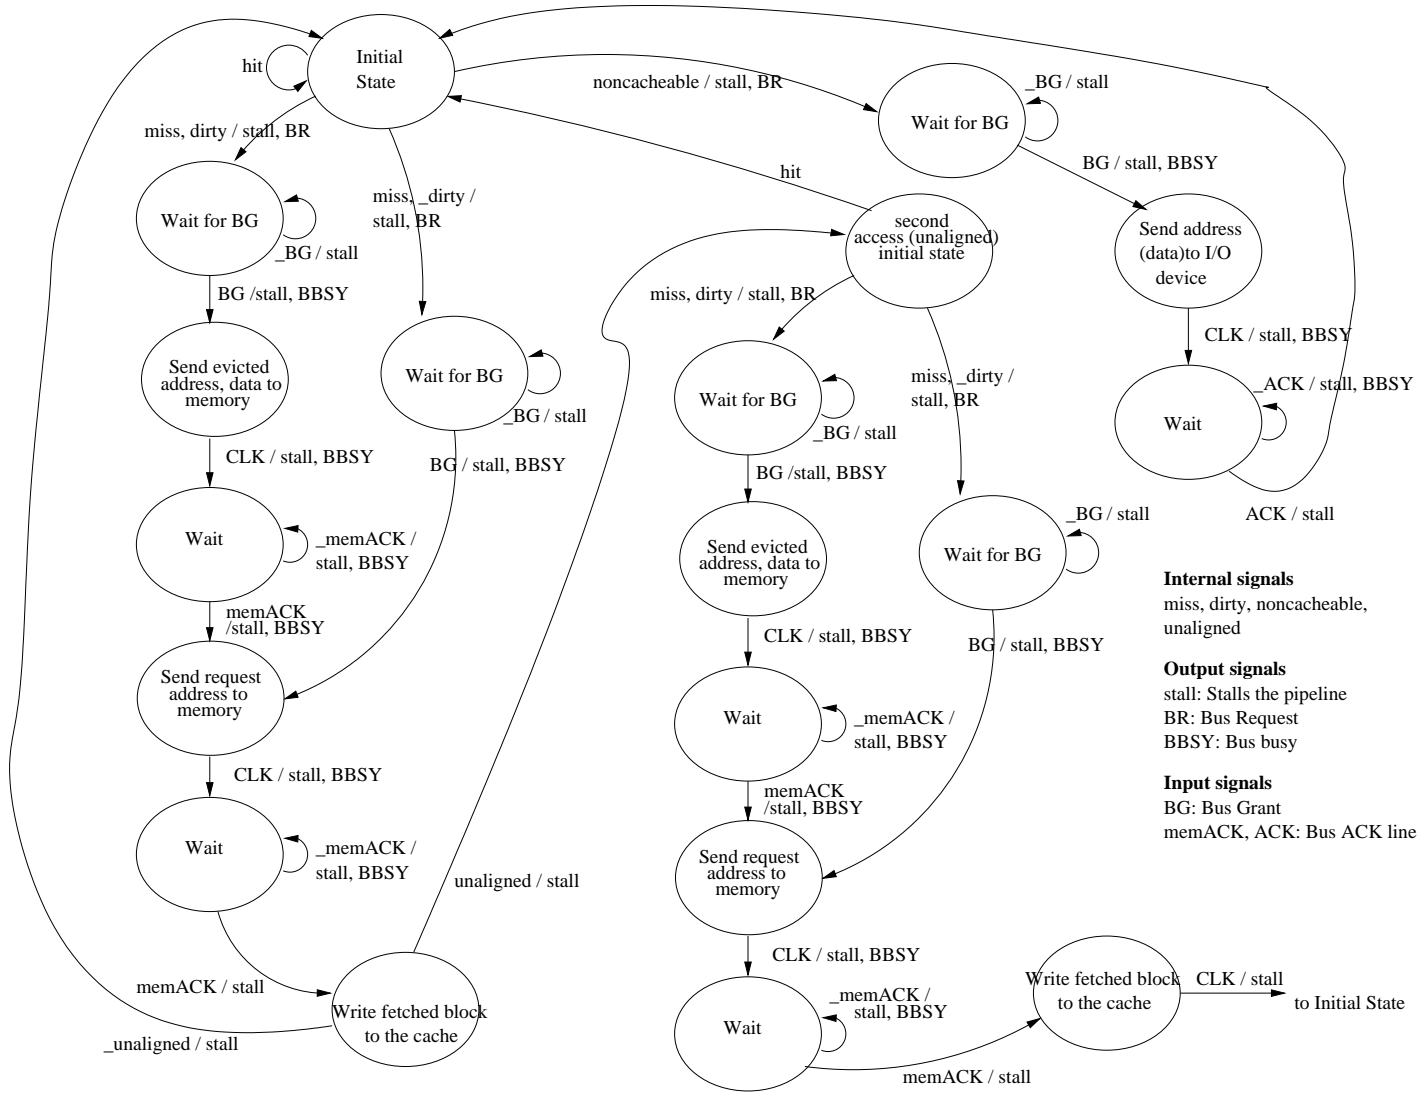 Initial
State
hit
noncacheable / stall, BR
_BG / stall
Wait for BG
miss, dirty / stall, BR
BG / stall, BBSY
hit
miss, _dirty /
stall, BR
Wait for BG
_BG / stall
second
access (unaligned)
initial state
Send address
(data)to I/O
device
BG /stall, BBSY
miss, dirty / stall, BR
CLK / stall, BBSY
Send evicted
address, data to
memory
Wait for BG
_BG / stall
Wait for BG
_BG / stall
miss, _dirty /
stall, BR
_ACK / stall, BBSY
Wait
CLK / stall, BBSY
BG / stall, BBSY
BG /stall, BBSY
ACK / stall
_BG / stall
Wait
_memACK /
stall, BBSY
Send evicted
address, data to
memory
Wait for BG
memACK
/stall, BBSY
CLK / stall, BBSY
BG / stall, BBSY
Internal signals
miss, dirty, noncacheable,
unaligned
Output signals
stall: Stalls the pipeline
BR: Bus Request
BBSY: Bus busy
Input signals
BG: Bus Grant
memACK, ACK: Bus ACK line
Send request
address to
memory
Wait
_memACK /
stall, BBSY
CLK / stall, BBSY
memACK
/stall, BBSY
Wait
_memACK /
stall, BBSY
Send request
address to
memory
unaligned / stall
CLK / stall, BBSY
memACK / stall
Write fetched block
to the cache
_unaligned / stall
Wait
_memACK /
stall, BBSY
memACK / stall
Write fetched block
to the cache
CLK / stall
to Initial State